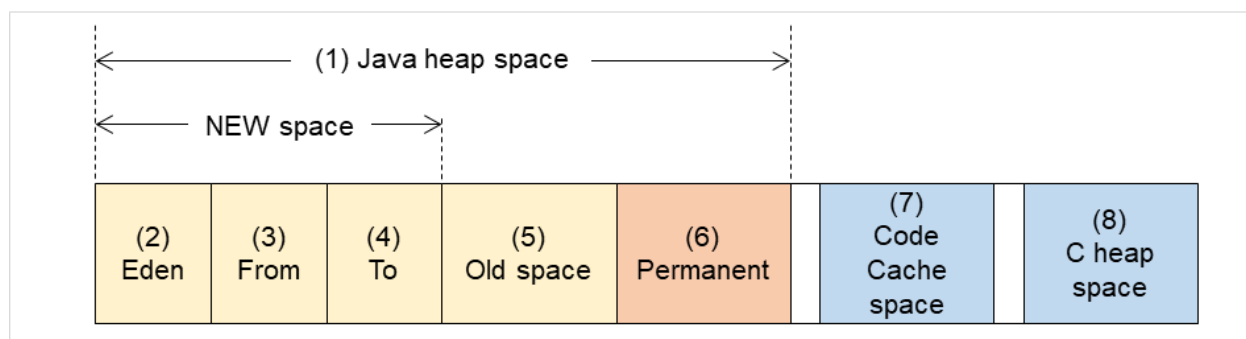 (1) Java heap space
NEW space
(2)
Eden
(3)
From
(4)
To
(5)
Old space
(6)
Permanent
(7)
Code
Cache
space
(8)
C heap
space